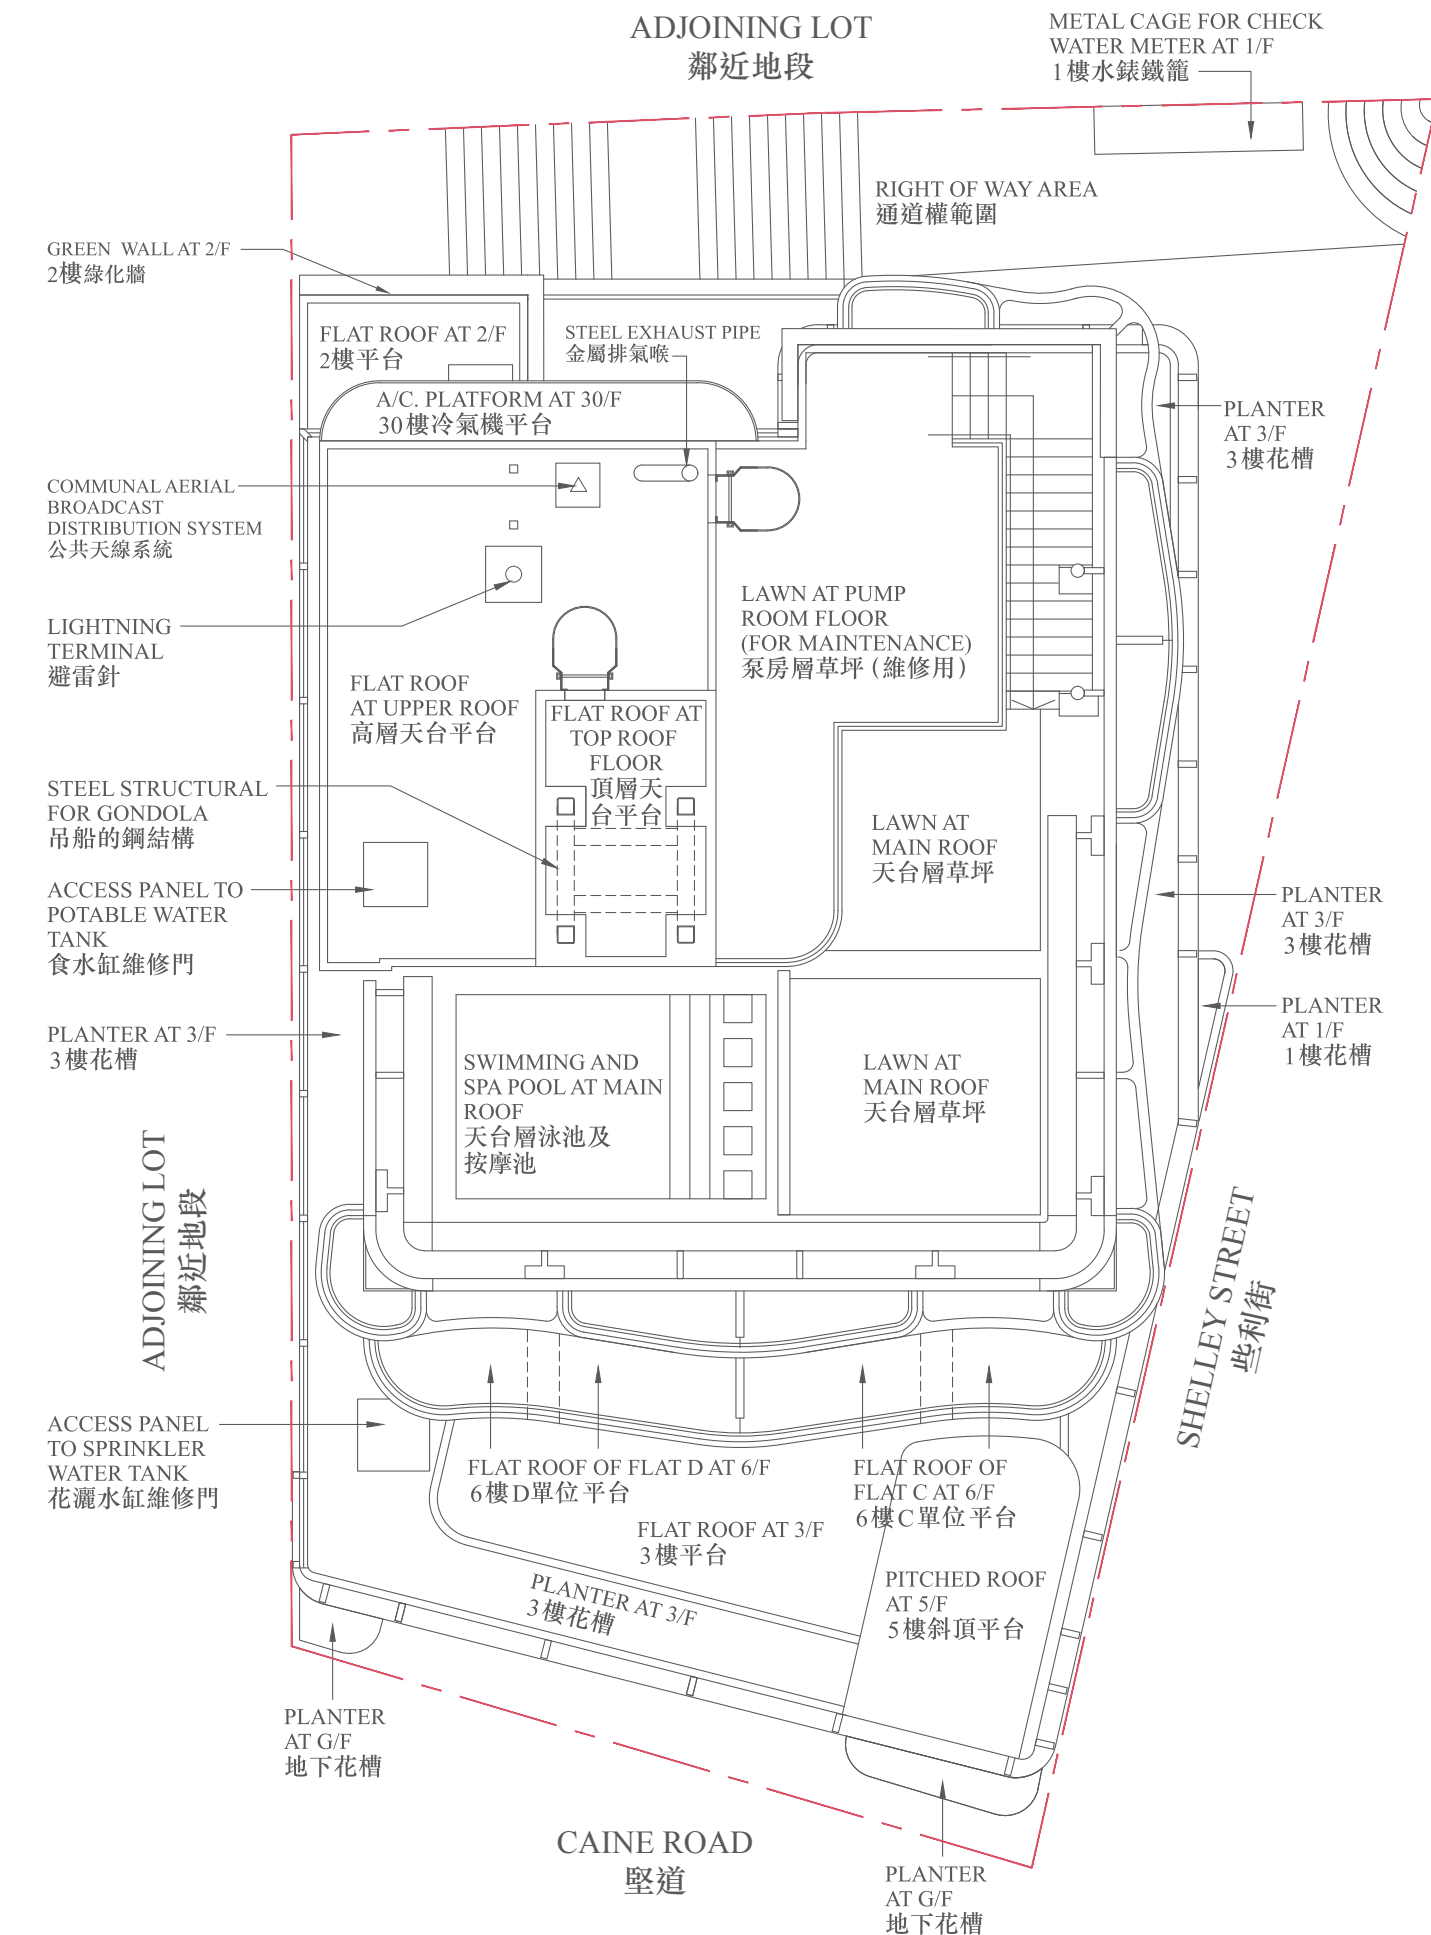 ADJOINING LOT
鄰近地段
METAL CAGE FOR CHECK
WATER METER AT 1/F
1樓水錶鐵籠
RIGHT OF WAY AREA
通道權範圍
GREEN WALL AT 2/F
2樓綠化牆
FLAT ROOF AT 2/F
2樓平台
STEEL EXHAUST PIPE
金屬排氣喉
A/C. PLATFORM AT 30/F
30樓冷氣機平台
PLANTER
AT 3/F
3樓花槽
COMMUNAL AERIAL
BROADCAST
DISTRIBUTION SYSTEM
公共天線系統
LIGHTNING
TERMINAL
避雷針
LAWN AT PUMP
ROOM FLOOR
(FOR MAINTENANCE)
泵房層草坪 (維修用)
FLAT ROOF
AT UPPER ROOF
高層天台平台
FLAT ROOF AT
TOP ROOF
FLOOR
頂層天
台平台
STEEL STRUCTURAL
FOR GONDOLA
吊船的鋼結構
LAWN AT
MAIN ROOF
天台層草坪
ACCESS PANEL TO
POTABLE WATER
TANK
食水缸維修門
PLANTER
AT 3/F
3樓花槽
PLANTER
AT 1/F
1樓花槽
PLANTER AT 3/F
3樓花槽
SWIMMING AND
SPA POOL AT MAIN
ROOF
天台層泳池及
按摩池
LAWN AT
MAIN ROOF
天台層草坪
ADJOINING LOT
鄰近地段
SHELLEY STREET
些利街
ACCESS PANEL
TO SPRINKLER
WATER TANK
花灑水缸維修門
FLAT ROOF OF FLAT D AT 6/F
6樓D單位平台
FLAT ROOF OF
FLAT C AT 6/F
6樓C單位平台
FLAT ROOF AT 3/F
3樓平台
PLANTER AT 3/F
3樓花槽
PITCHED ROOF
AT 5/F
5樓斜頂平台
PLANTER
AT G/F
地下花槽
CAINE ROAD
堅道
PLANTER
AT G/F
地下花槽